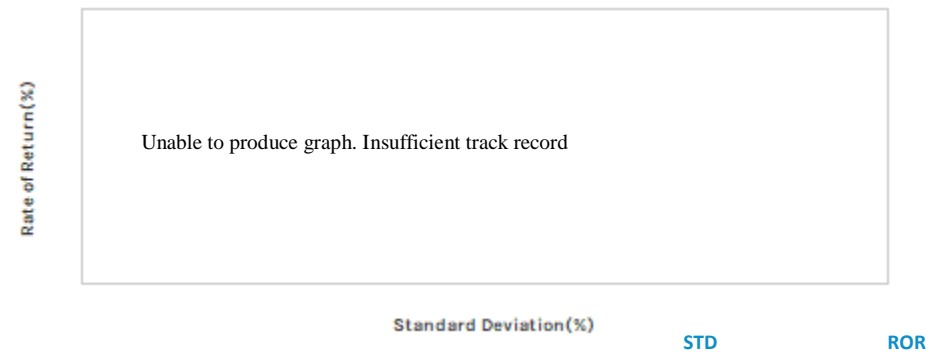 Rate of Return(%)
Unable to produce graph. Insufficient track record
Standard Deviation(%)
STD ROR